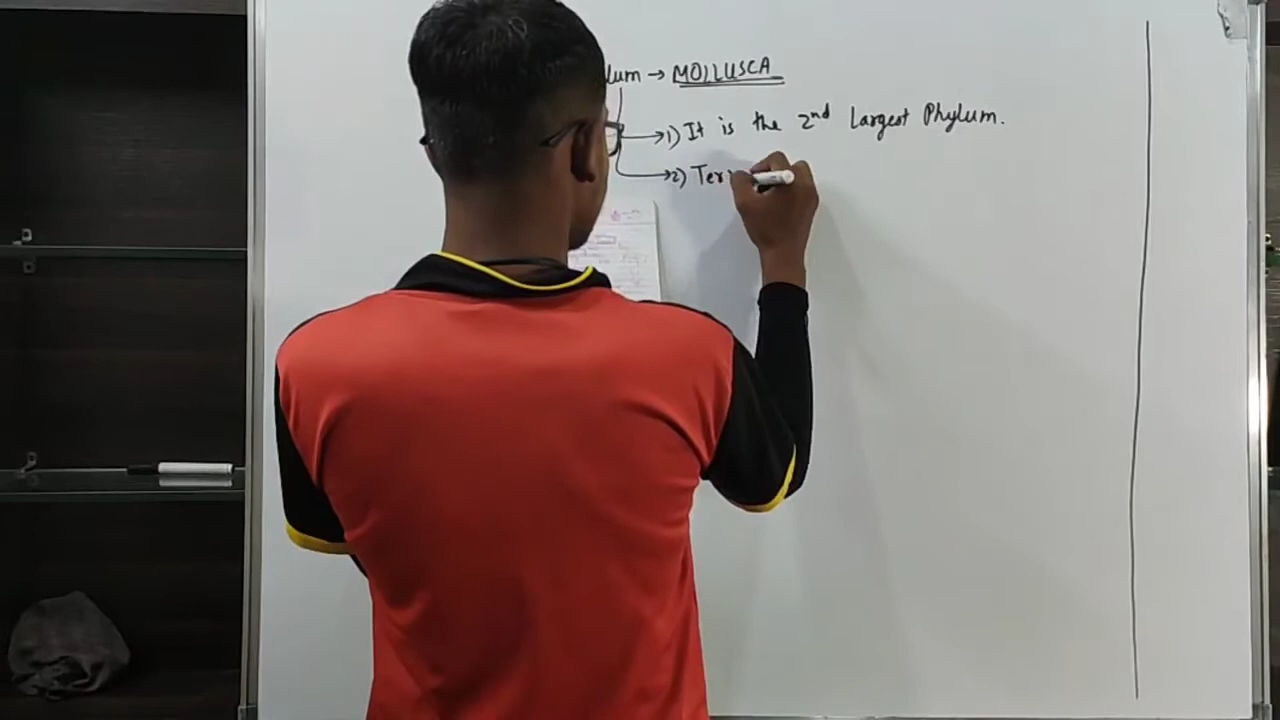 lum → MOLLUSCA
→ 1) It is the 2nd Largest Phylum.
→ 2) Ter